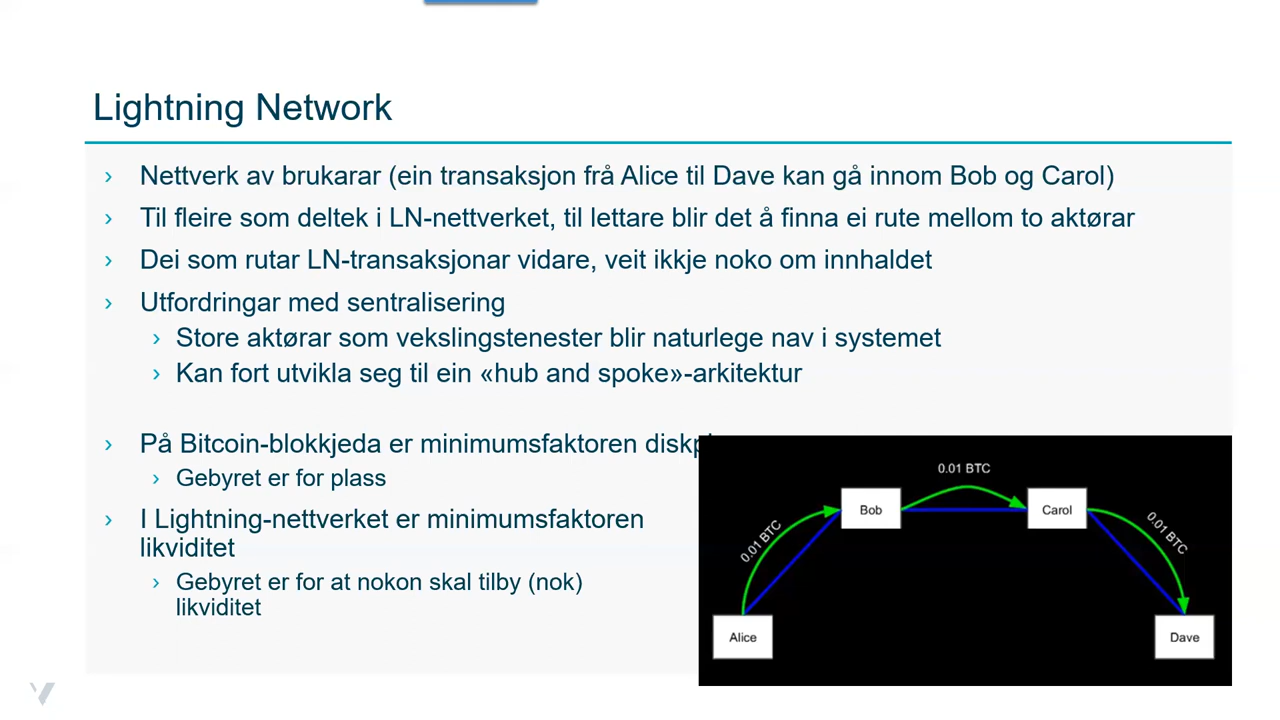 Lightning Network
› Nettverk av brukarar (ein transaksjon frå Alice til Dave kan gå innom Bob og Carol)
› Til fleire som deltek i LN-nettverket, til lettare blir det å finna ei rute mellom to aktørar
› Dei som rutar LN-transaksjonar vidare, veit ikkje noko om innhaldet
› Utfordringar med sentralisering
› Store aktørar som vekslingstenester blir naturlege nav i systemet
› Kan fort utvikla seg til ein «hub and spoke»-arkitektur
› På Bitcoin-blokkjeda er minimumsfaktoren
› Gebyret er for plass
› I Lightning-nettverket er minimumsfaktoren
likviditet
› Gebyret er for at nokon skal tilby (nok)
likviditet
0.01 BTC
Bob
Carol
0.01 BTC
0.01 BTC
Alice
Dave